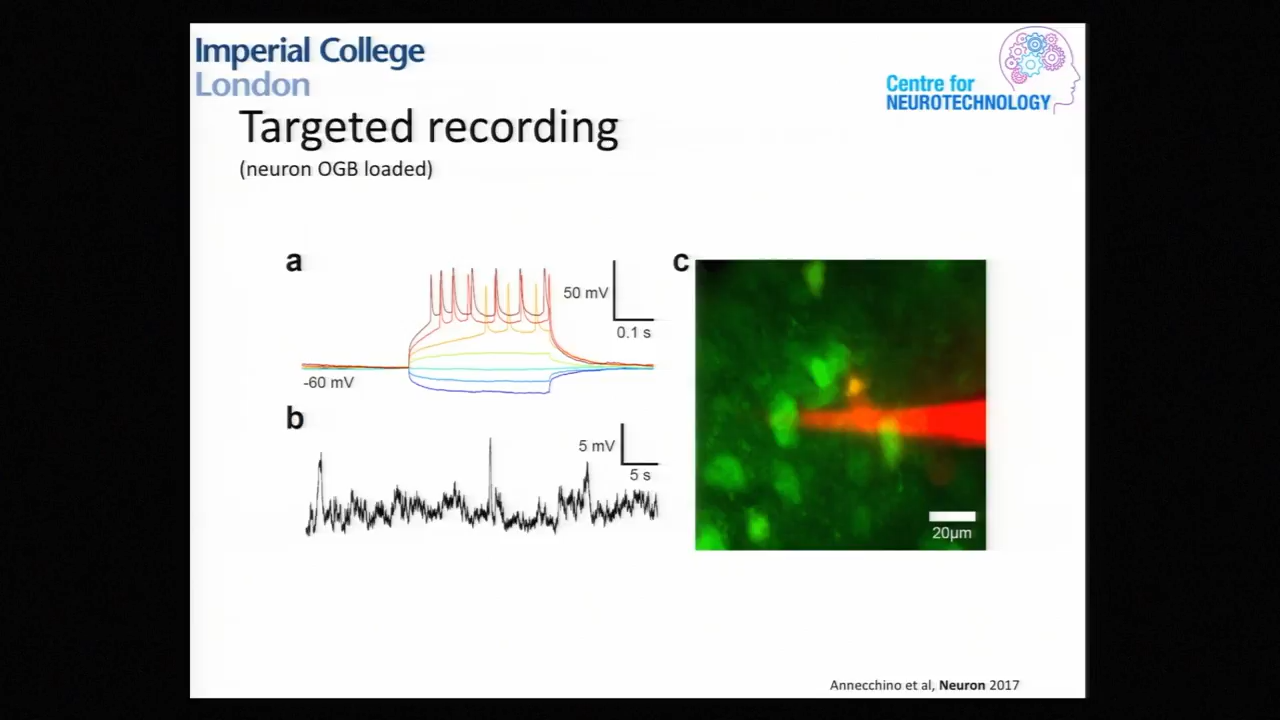 Imperial College
London
Centre for
NEUROTECHNOLOGY
Targeted recording
(neuron OGB loaded)
a
50 mV
0.1 s
-60 mV
b
5 mV
5 s
c
20µm
Annecchino et al, Neuron 2017